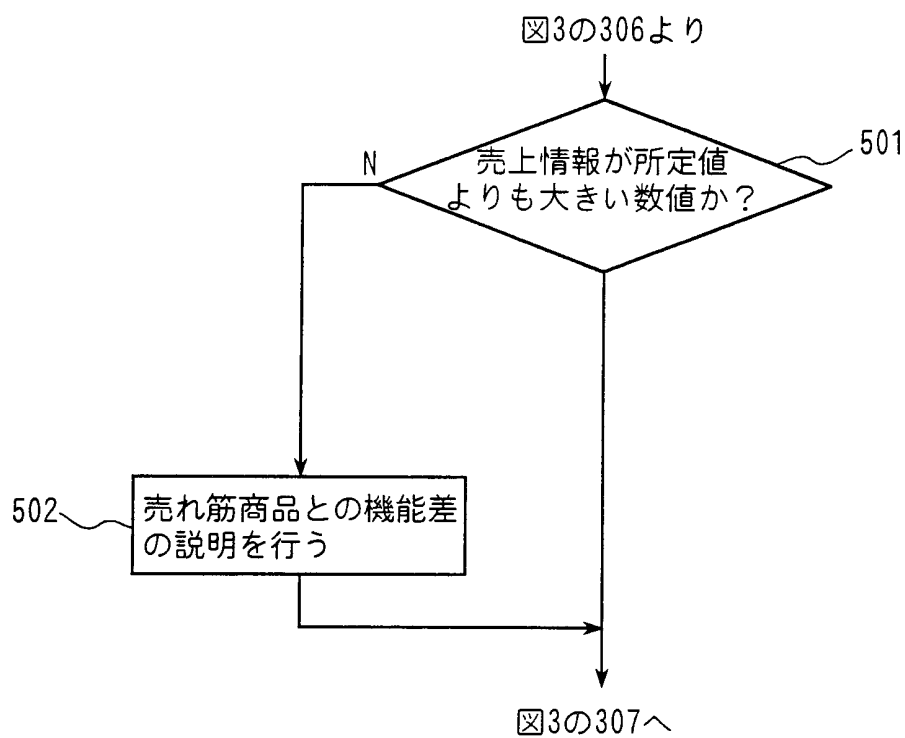 図3の306より
501
N
売上情報が所定値
よりも大きい数値か？
502
売れ筋商品との機能差
の説明を行う
図3の307へ